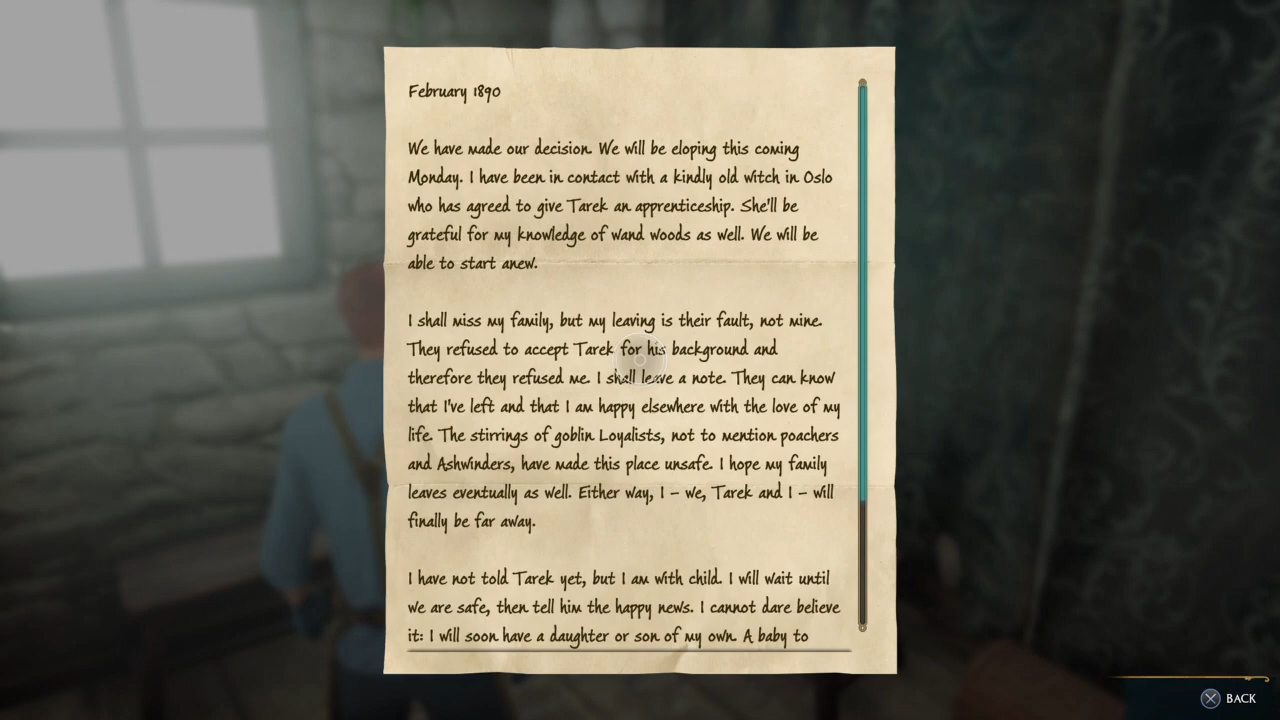 February 1890
We have made our decision. We will be eloping this coming
Monday. I have been in contact with a kindly old witch in Oslo
who has agreed to give Tarek an apprenticeship. She'll be
grateful for my knowledge of wand woods as well. We will be
able to start anew.
I shall miss my family, but my leaving is their fault, not mine.
They refused to accept Tarek for his background and
therefore they refused me. I shall leave a note. They can know
that I've left and that I am happy elsewhere with the love of my
life. The stirrings of goblin Loyalists, not to mention poachers
and Ashwinders, have made this place unsafe. I hope my family
leaves eventually as well. Either way, I – we, Tarek and I – will
finally be far away.
I have not told Tarek yet, but I am with child. I will wait until
we are safe, then tell him the happy news. I cannot dare believe
it: I will soon have a daughter or son of my own. A baby to
BACK